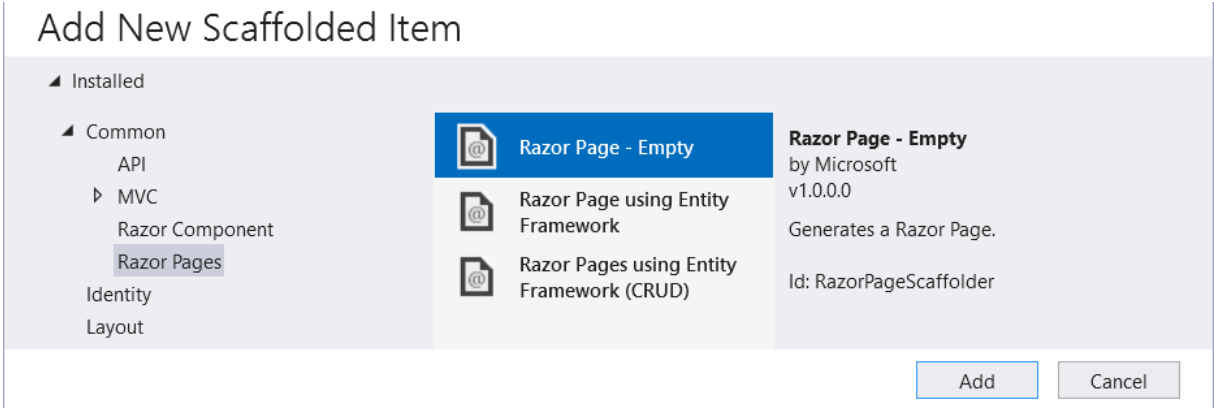 Add New Scaffolded Item
Installed
Common
API
MVC
Razor Component
Razor Pages
Identity
Layout
Razor Page - Empty
Razor Page using Entity
Framework
Razor Pages using Entity
Framework (CRUD)
Razor Page - Empty
by Microsoft
v1.0.0.0
Generates a Razor Page.
Id: RazorPageScaffolder
Add
Cancel